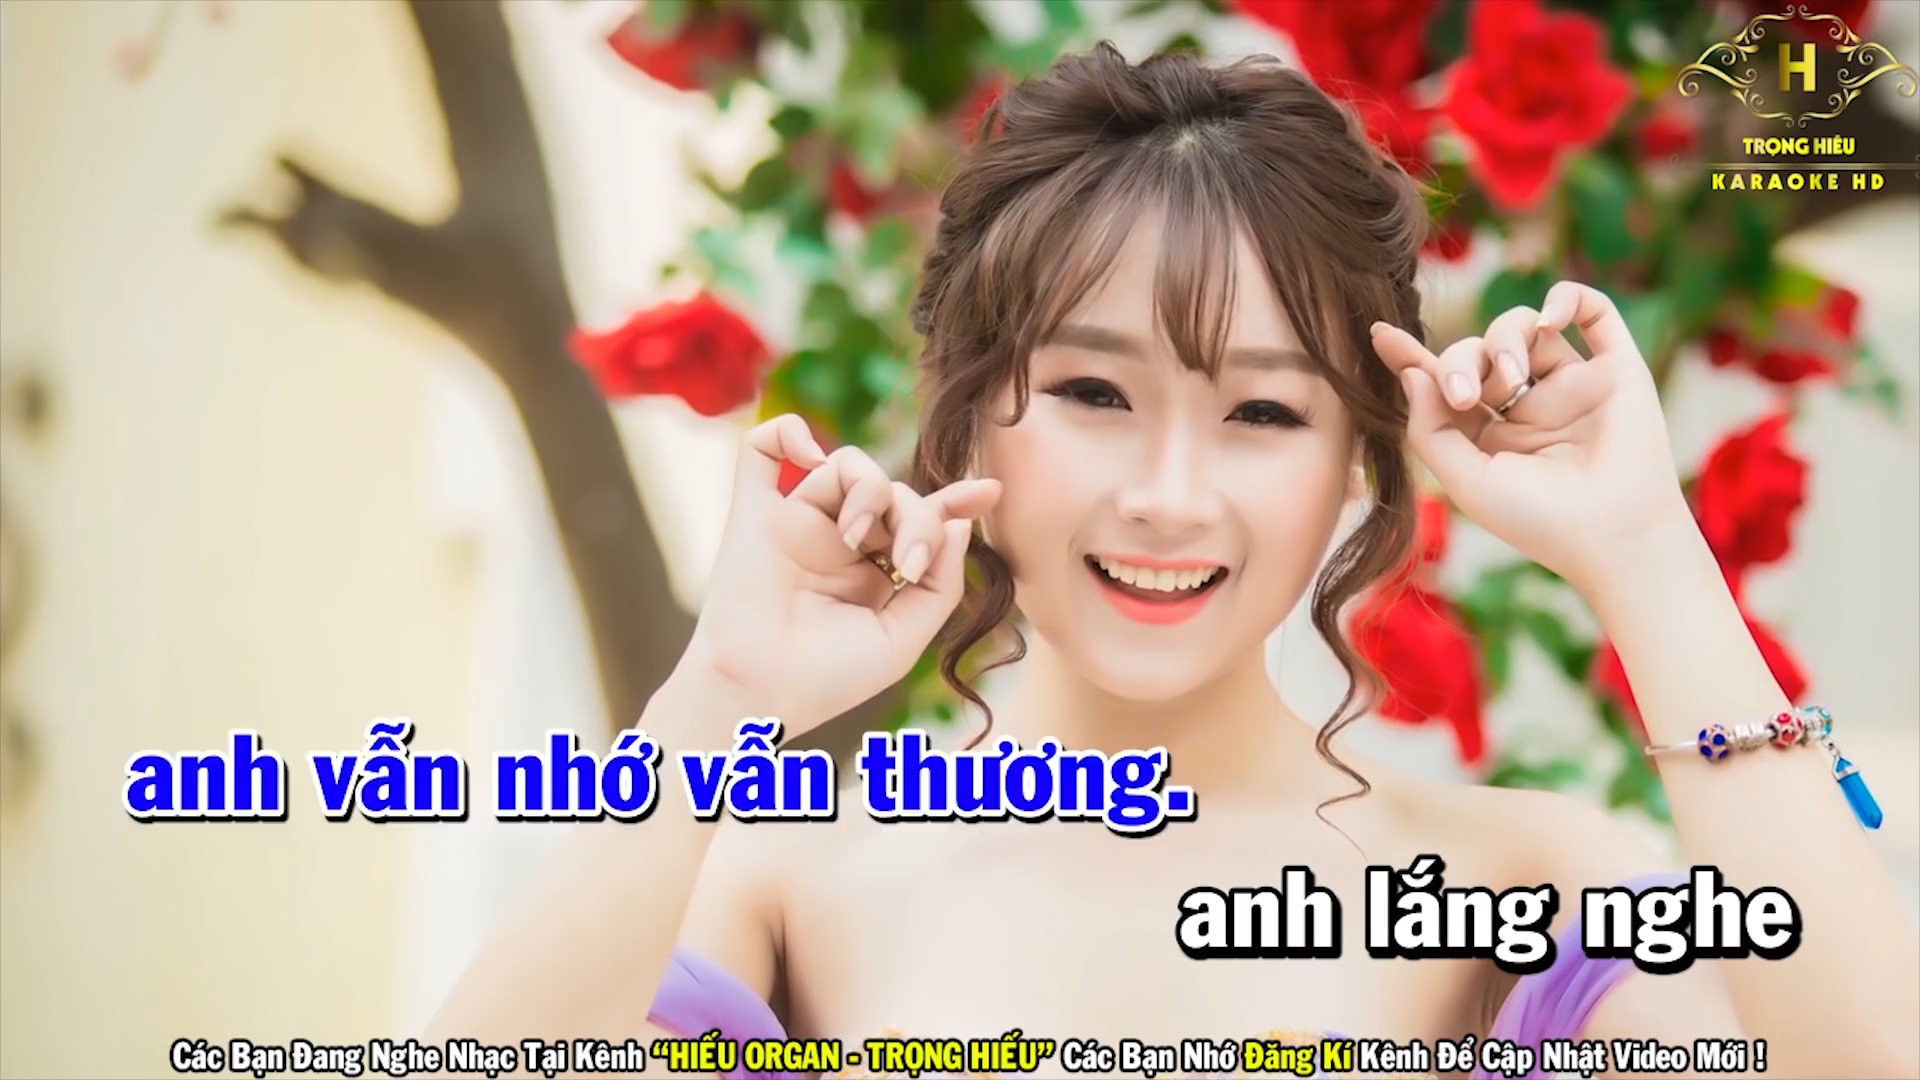 H
TRỌNG HIẾU
KARAOKE HD
anh vẫn nhớ vẫn thương.
anh lắng nghe
Các Bạn Đang Nghe Nhạc Tại Kênh “HIẾU ORGAN - TRỌNG HIẾU” Các Bạn Nhớ Đăng Kí Kênh Để Cập Nhật Video Mới !